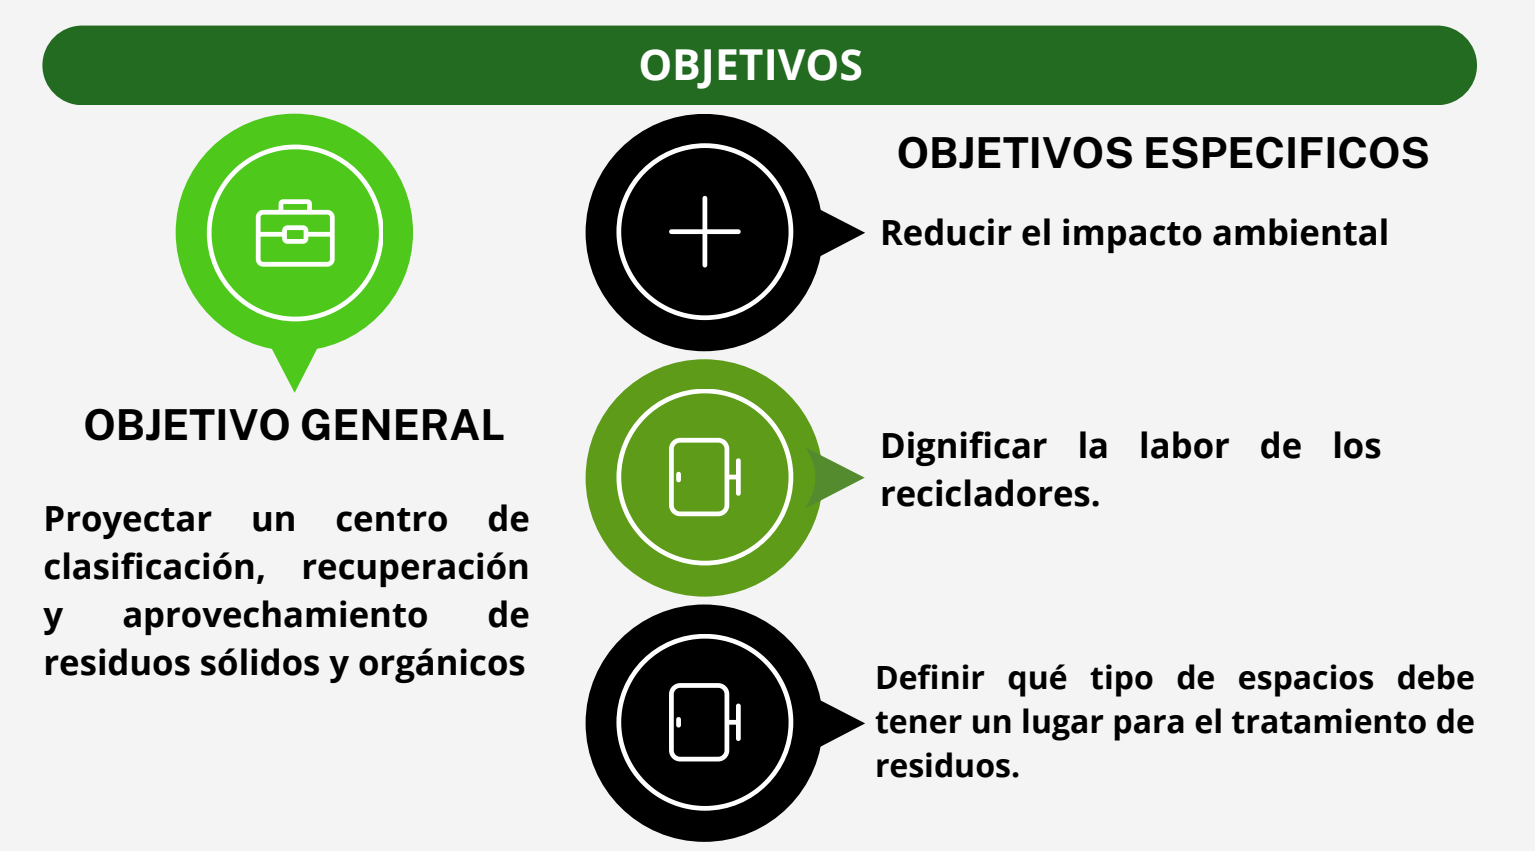 OBJETIVOS
OBJETIVO GENERAL
Proyectar un centro de
clasificación, recuperación
y aprovechamiento de
residuos sólidos y orgánicos
OBJETIVOS ESPECIFICOS
Reducir el impacto ambiental
Dignificar la labor de los
recicladores.
Definir qué tipo de espacios debe
tener un lugar para el tratamiento de
residuos.